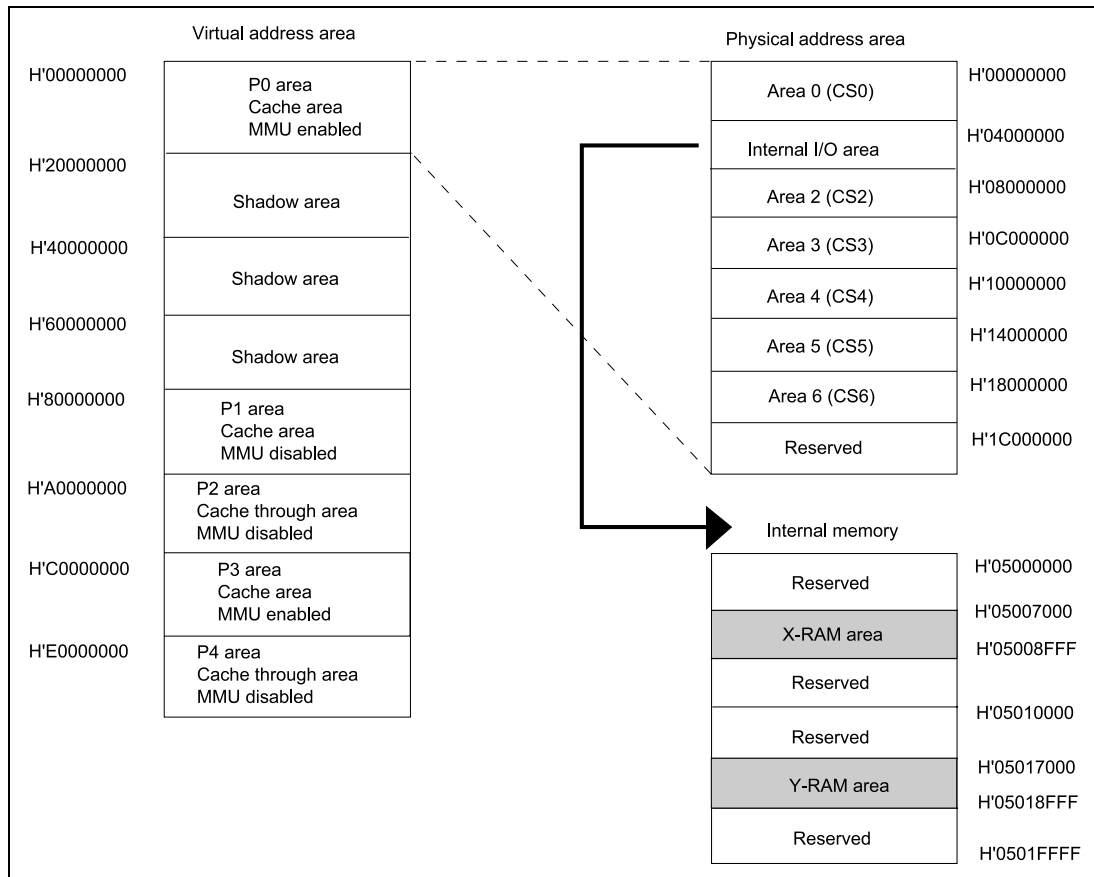 Virtual address area
H'00000000
P0 area
Cache area
MMU enabled
H'20000000
Shadow area
H'40000000
Shadow area
H'60000000
Shadow area
H'80000000
P1 area
Cache area
MMU disabled
H'A0000000
P2 area
Cache through area
MMU disabled
H'C0000000
P3 area
Cache area
MMU enabled
H'E0000000
P4 area
Cache through area
MMU disabled
Physical address area
Area 0 (CS0)
H'00000000
Internal I/O area
H'04000000
Area 2 (CS2)
H'08000000
Area 3 (CS3)
H'0C000000
Area 4 (CS4)
H'10000000
Area 5 (CS5)
H'14000000
Area 6 (CS6)
H'18000000
Reserved
H'1C000000
Internal memory
Reserved
H'05000000
H'05007000
X-RAM area
H'05008FFF
Reserved
H'05010000
Reserved
H'05017000
Y-RAM area
H'05018FFF
Reserved
H'0501FFFF